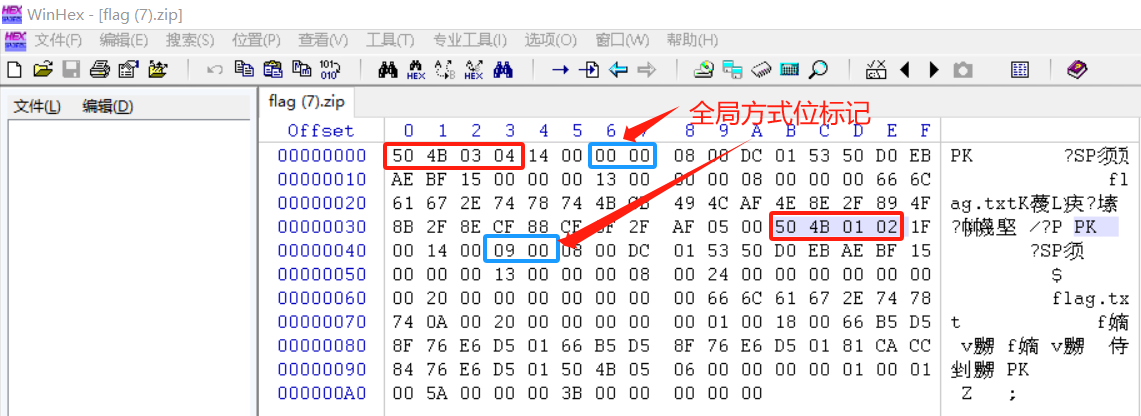 WinHex - [flag (7).zip]
文件(F) 编辑(E) 搜索(S) 位置(P) 查看(V) 工具(T) 专业工具(I) 选项(O) 窗口(W) 帮助(H)
文件(L) 编辑(D)
flag (7).zip
全局方式位标记
Offset 0 1 2 3 4 5 6 7 8 9 A B C D E F
00000000 50 4B 03 04 14 00 00 00 08 00 DC 01 53 50 D0 EB PK ?SP须
00000010 AE BF 15 00 00 00 13 00 00 00 08 00 00 00 66 6C fl
00000020 61 67 2E 74 78 74 4B CB 49 4C AF 4E 8E 2F 89 4F ag.txtK薆L疾?壊
00000030 8B 2F 8E CF 88 CF 2F AF 05 00 50 4B 01 02 1F /?P PK
00000040 00 14 00 09 00 08 00 DC 01 53 50 D0 EB AE BF 15 ?SP须
00000050 00 00 00 13 00 00 00 08 00 24 00 00 00 00 00 00 $
00000060 00 20 00 00 00 00 00 00 00 66 6C 61 67 2E 74 78 flag.tx
00000070 74 0A 00 20 00 00 00 00 00 01 00 18 00 66 B5 D5 t f嫡
00000080 8F 76 E6 D5 01 66 B5 D5 8F 76 E6 D5 01 81 CA CC v嬲 f嫡 v嬲 侍
00000090 84 76 E6 D5 01 50 4B 05 06 00 00 00 00 01 00 01 剉嬲 PK
000000A0 00 5A 00 00 00 3B 00 00 00 00 00 Z ;